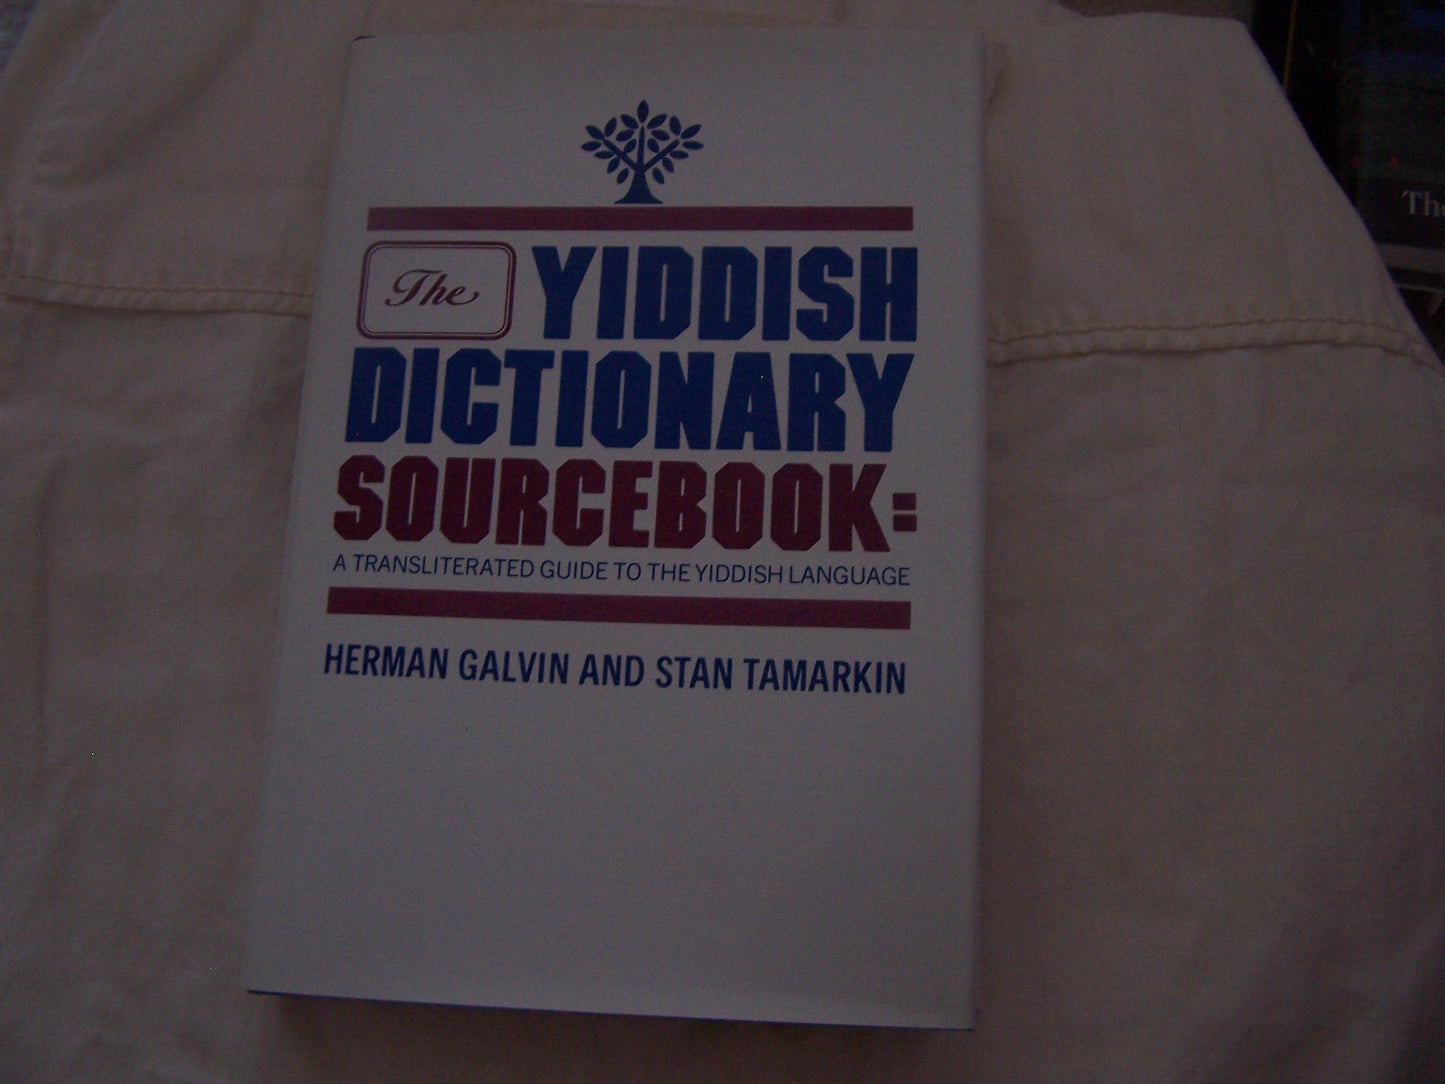 The YIDDISH
DICTIONARY
SOURCEBOOK:
A TRANSLITERATED GUIDE TO THE YIDDISH LANGUAGE
HERMAN GALVIN AND STAN TAMARKIN